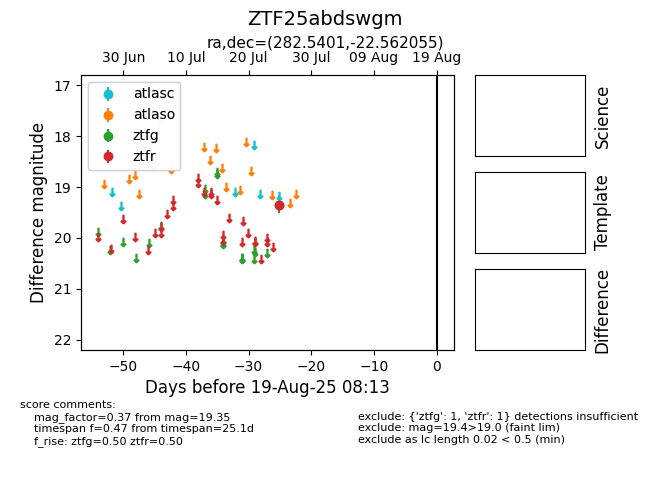 ZTF25abdswgm
ra,dec=(282.5401,-22.562055)
30 Jun 10 Jul 20 Jul 30 Jul 09 Aug 19 Aug
17
18
19
20
21
22
Difference magnitude
atlasc
atlaso
ztfg
ztfr
−50 −40 −30 −20 −10 0
Days before 19-Aug-25 08:13
Science
Template
Difference
score comments:
mag_factor=0.37 from mag=19.35
timespan f=0.47 from timespan=25.1d
f_rise: ztfg=0.50 ztfr=0.50
exclude: {'ztfg': 1, 'ztfr': 1} detections insufficient
exclude: mag=19.4>19.0 (faint lim)
exclude as lc length 0.02 < 0.5 (min)